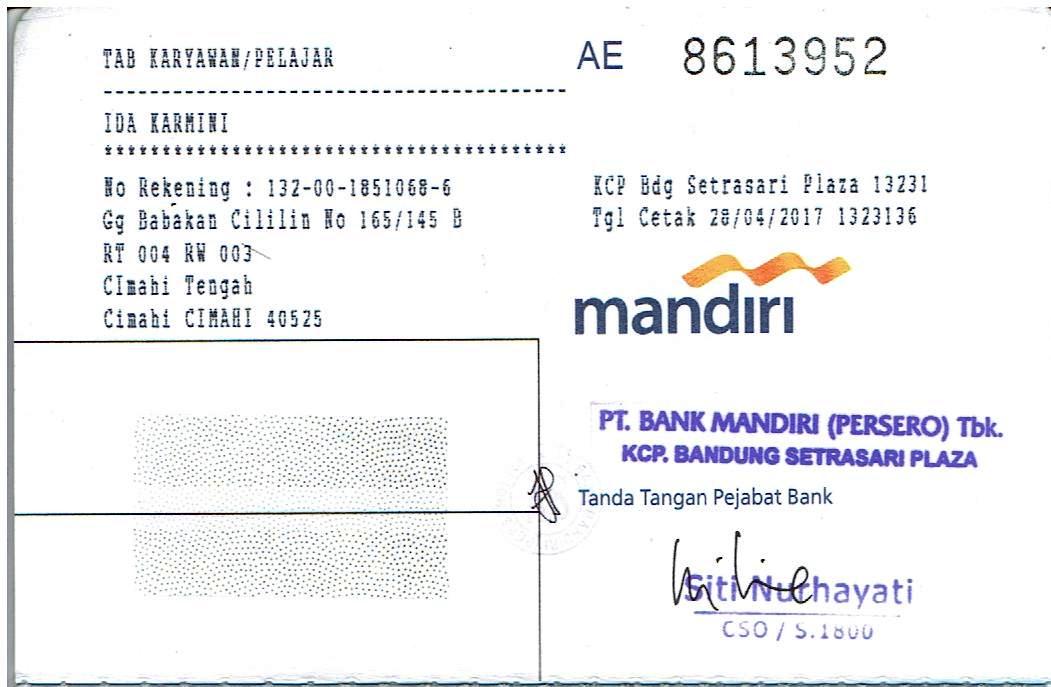 TAB KARYAWAN/PELAJAR
IDA KARMINI
No Rekening : 132-00-1851068-6
Gg Babakan Cililin No 165/145 B
RT 004 RW 003
CImahi Tengah
Cimahi CIMAHI 40525
AE 8613952
KCP Bdg Setrasari Plaza 13231
Tgl Cetak 28/04/2017 1323136
mandiri
PT. BANK MANDIRI (PERSERO) Tbk.
KCP. BANDUNG SETRASARI PLAZA
Tanda Tangan Pejabat Bank
Siti Nurhayati
CSO / S.1800